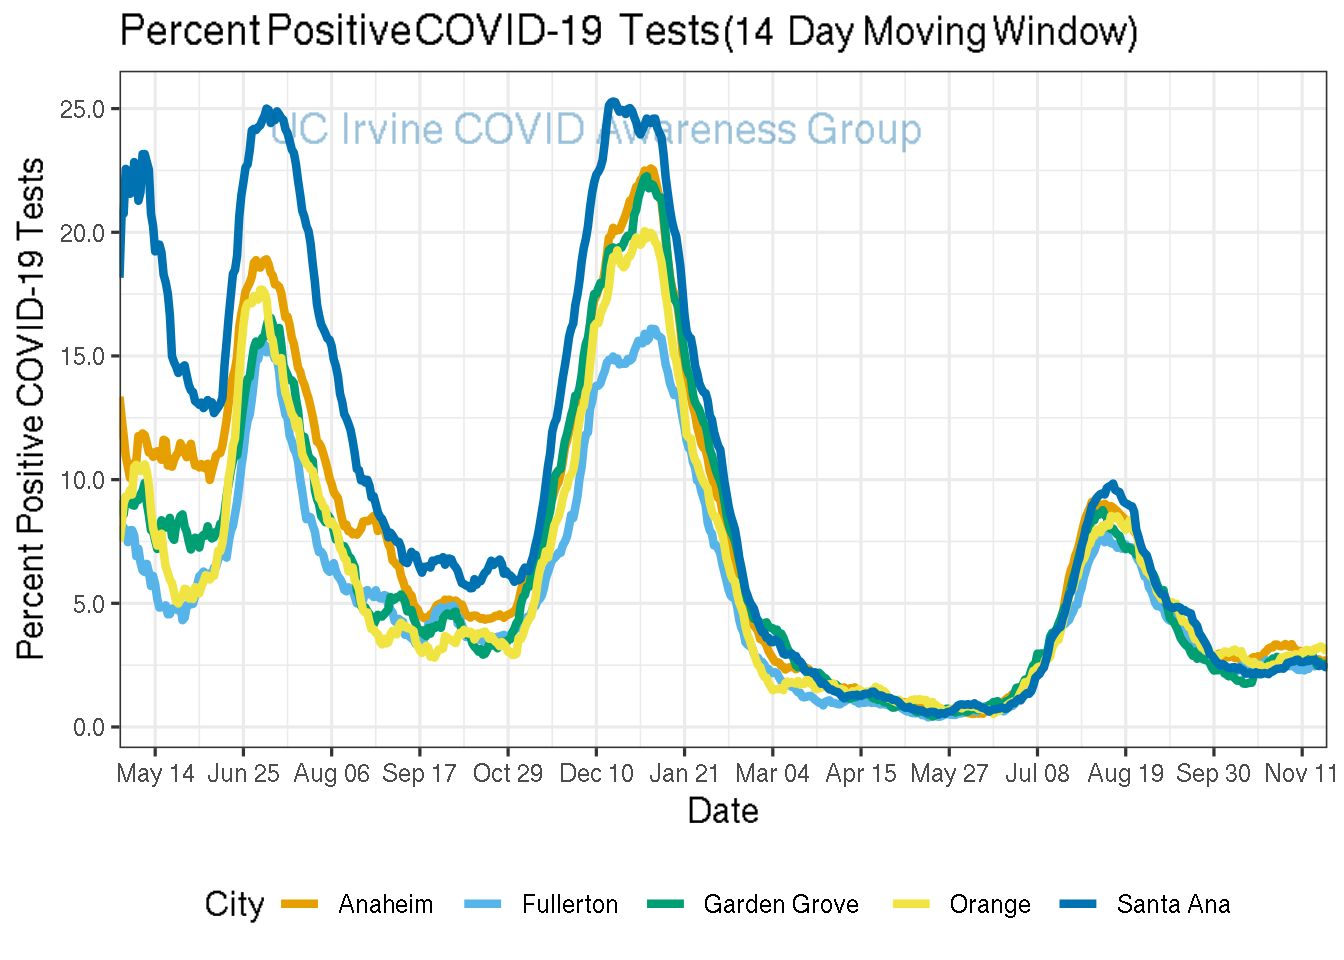 Percent Positive COVID-19 Tests(14 Day Moving Window)
UC Irvine COVID Awareness Group
Percent Positive COVID-19 Tests
25.0
20.0
15.0
10.0
5.0
0.0
May 14 Jun 25 Aug 06 Sep 17 Oct 29 Dec 10 Jan 21 Mar 04 Apr 15 May 27 Jul 08 Aug 19 Sep 30 Nov 11
Date
City Anaheim Fullerton Garden Grove Orange Santa Ana